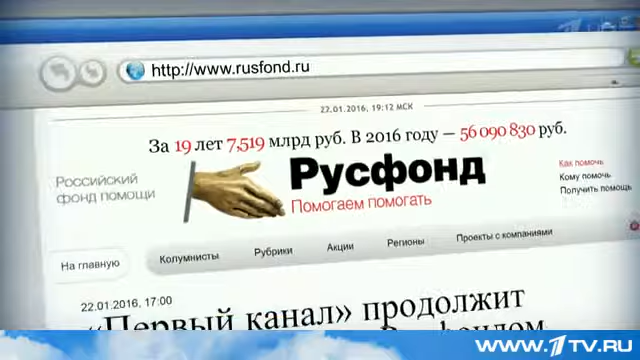 http://www.rusfond.ru
22.01.2016, 19:12 МСК
За 19 лет 7,519 млрд руб. В 2016 году — 56 090 830 руб.
Российский
фонд помощи
Русфонд
Помогаем помогать
Как помочь
Кому помочь
Получить помощь
На главную
Колумнисты
Рубрики
Акции
Регионы
Проекты с компаниями
22.01.2016, 17:00
«Первый канал» продолжит
WWW.1TV.RU